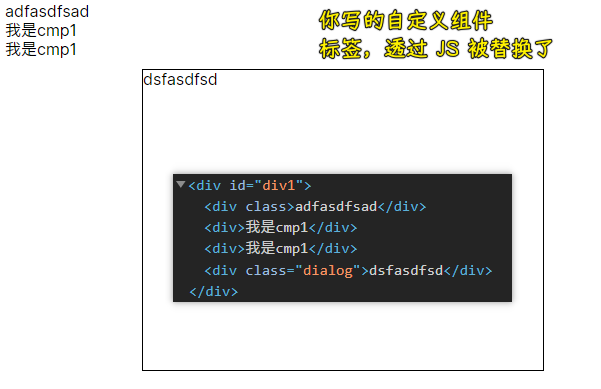 adfasdfsad
我是cmp1
我是cmp1
你写的自定义组件
标签，透过 JS 被替换了
dsfasdfsd
<div id="div1">
<div class>adfasdfsad</div>
<div>我是cmp1</div>
<div>我是cmp1</div>
<div class="dialog">dsfasdfsd</div>
</div>